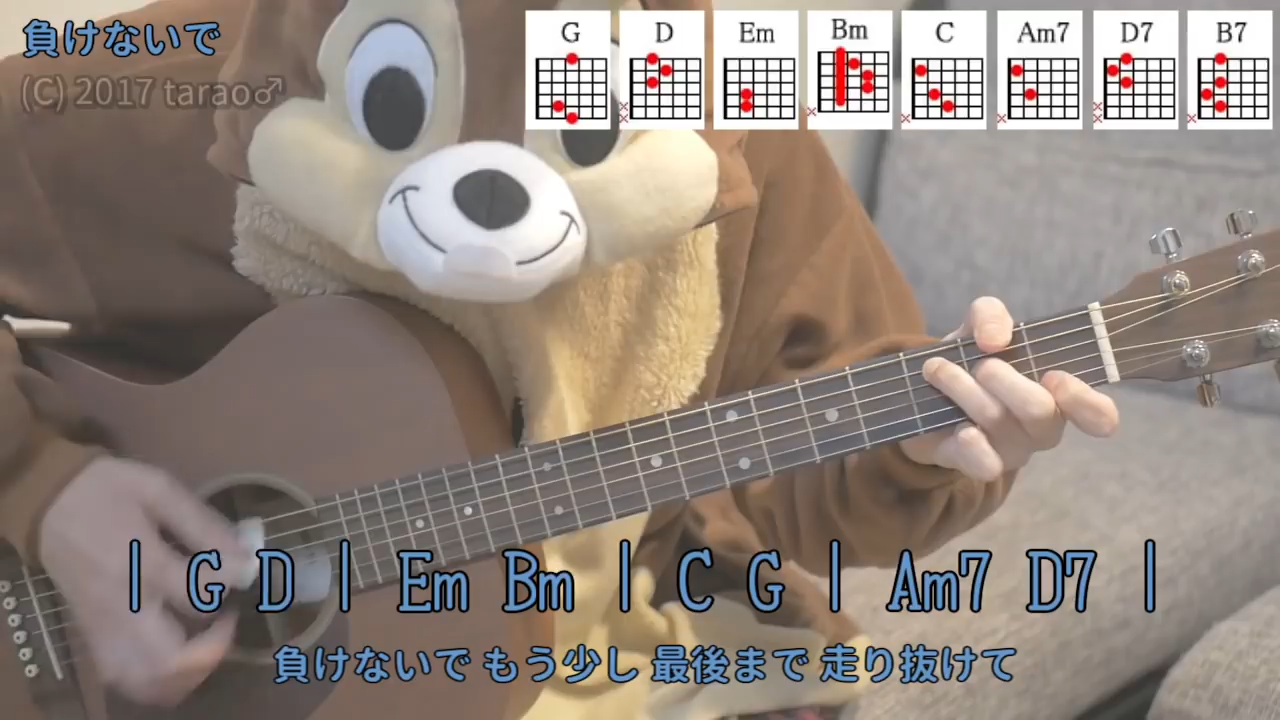 負けないで
(C) 2017 tarao♂
G D Em Bm C Am7 D7 B7
| G D | Em Bm | C G | Am7 D7 |
負けないで もう少し 最後まで 走り抜けて